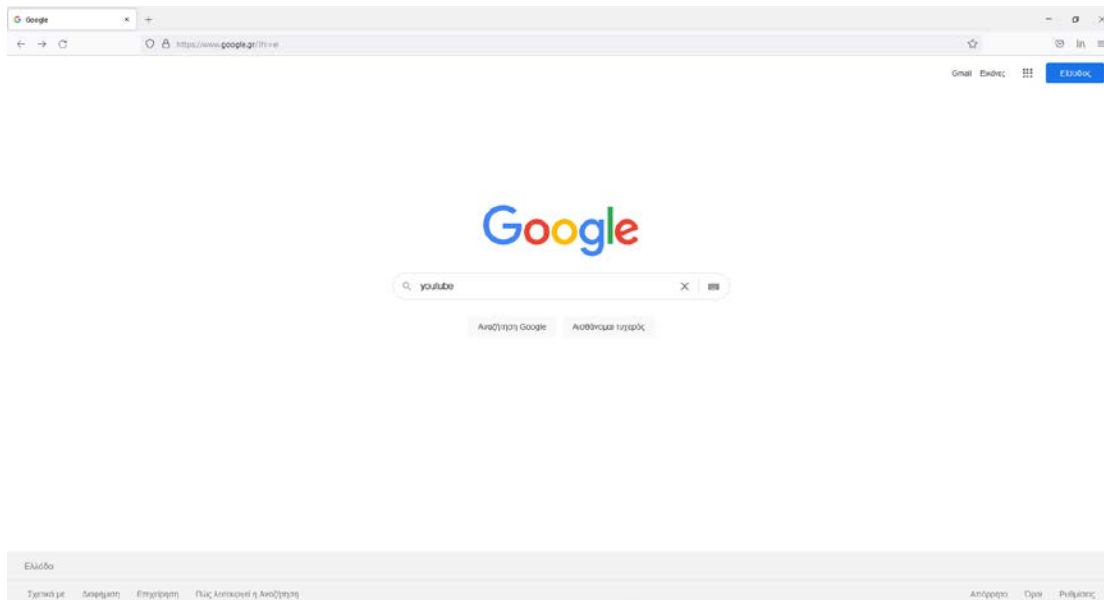 Google
https://www.google.gr/?hl=el
Gmail Εικόνες Είσοδος
Google
youtube
Αναζήτηση Google Αισθάνομαι τυχερός
Ελλάδα
Σχετικά με Διαφήμιση Επιχείρηση Πώς λειτουργεί η Αναζήτηση Απόρρητο Όροι Ρυθμίσεις